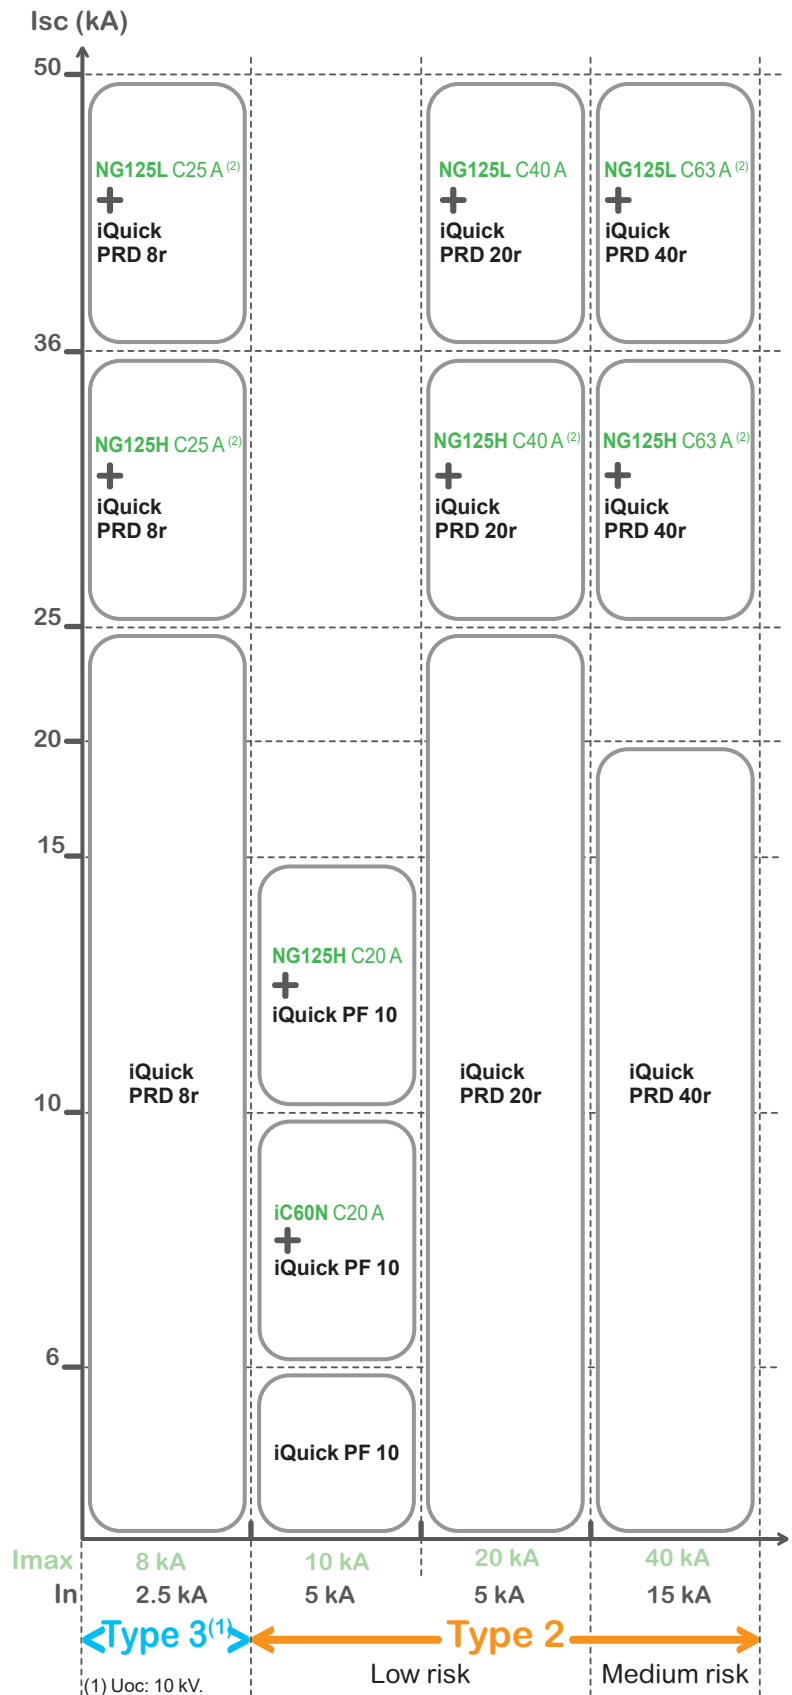 Isc (kA)
50
NG125L C25 A (2)
iQuick
PRD 8r
NG125L C40 A
iQuick
PRD 20r
NG125L C63 A (2)
iQuick
PRD 40r
36
NG125H C25 A (2)
iQuick
PRD 8r
NG125H C40 A (2)
iQuick
PRD 20r
NG125H C63 A (2)
iQuick
PRD 40r
25
20
15
NG125H C20 A
iQuick PF 10
iQuick
PRD 8r
iQuick
PRD 20r
iQuick
PRD 40r
10
iC60N C20 A
iQuick PF 10
6
iQuick PF 10
Imax 8 kA 10 kA 20 kA 40 kA
In 2.5 kA 5 kA 5 kA 15 kA
Type 3(1) Type 2
Low risk Medium risk
(1) Uoc: 10 kV.